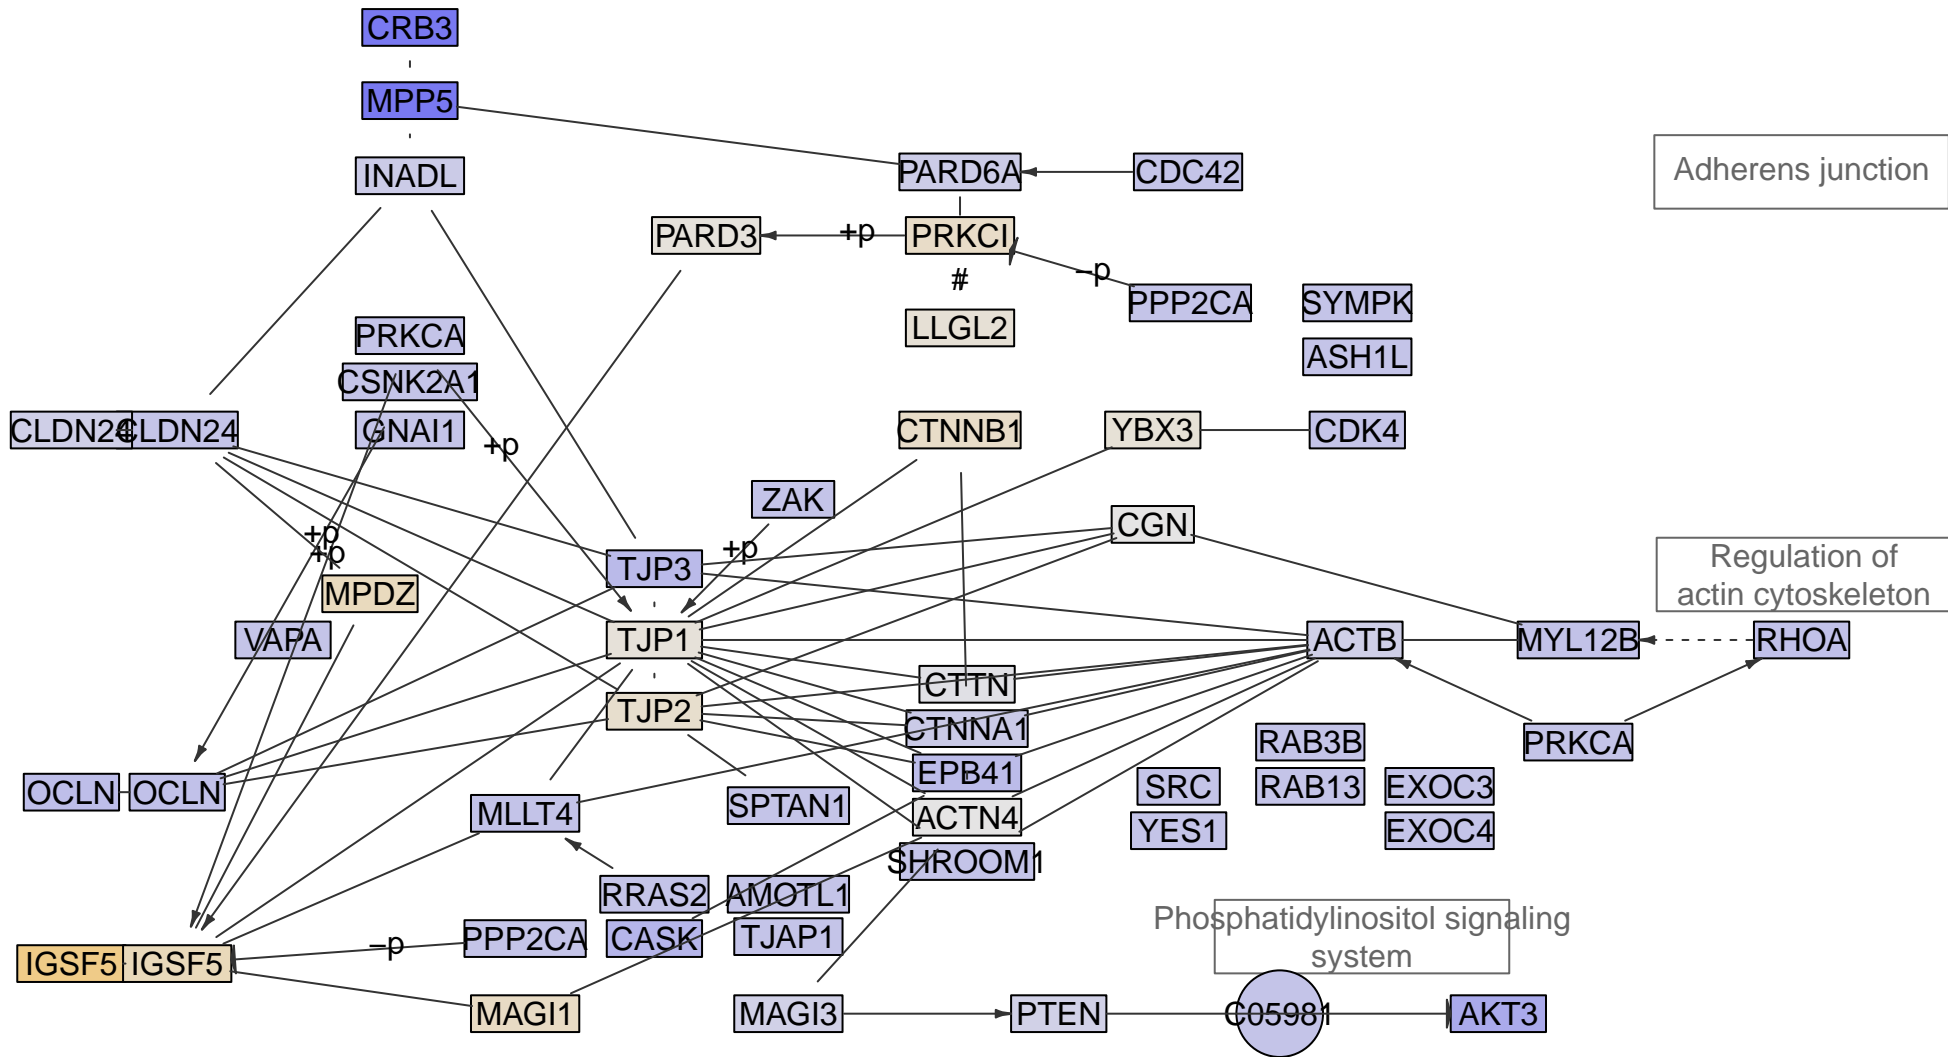 CRB3
MPP5
INADL
PARD6A
CDC42
Adherens junction
PARD3
+p
PRKCI
−p
#
PPP2CA
SYMPK
LLGL2
PRKCA
ASH1L
CSNK2A1
CLDN24
CLDN24
GNAI1
+p
CTNNB1
YBX3
CDK4
ZAK
CGN
+p
+p
+p
TJP3
Regulation of
actin cytoskeleton
MPDZ
VAPA
TJP1
ACTB
MYL12B
RHOA
CTTN
TJP2
CTNNA1
RAB3B
PRKCA
EPB41
OCLN
OCLN
SRC
RAB13
EXOC3
MLLT4
SPTAN1
ACTN4
YES1
EXOC4
SHROOM1
RRAS2
AMOTL1
PPP2CA
CASK
TJAP1
Phosphatidylinositol signaling
system
−p
IGSF5
IGSF5
MAGI1
MAGI3
PTEN
C05981
AKT3